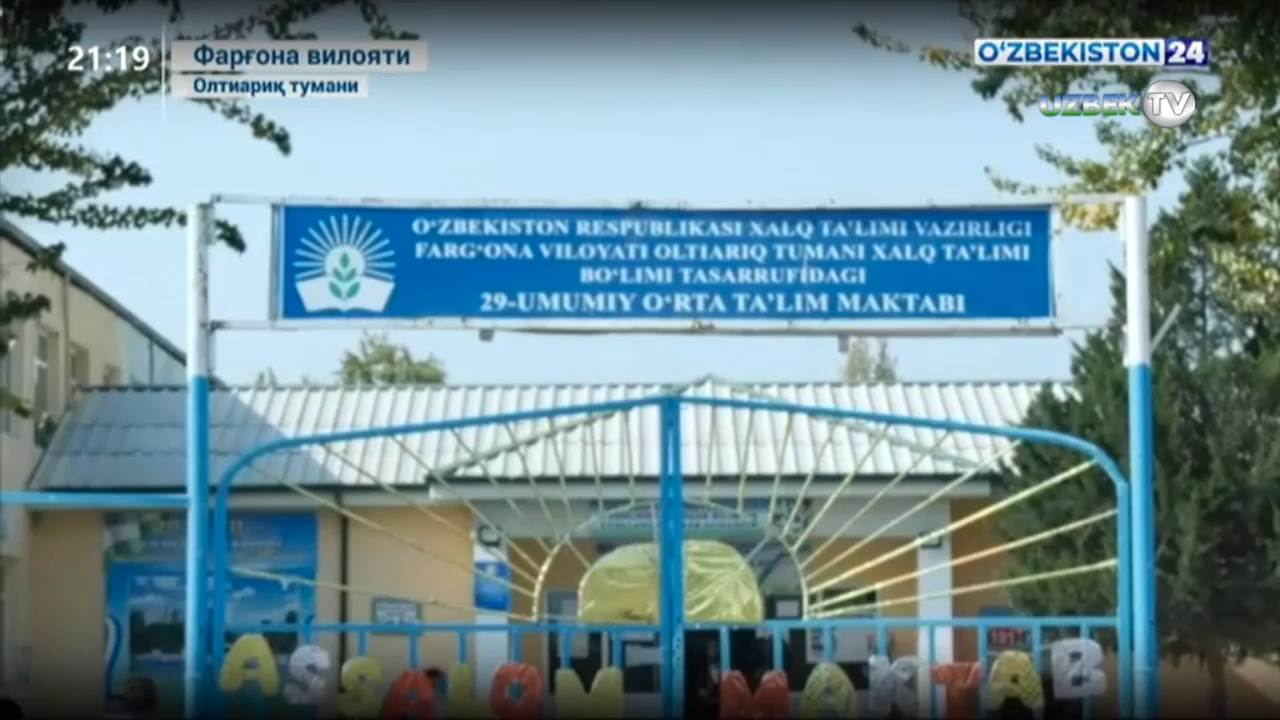 21:19
Фарғона вилояти
Олтиариқ тумани
O‘ZBEKISTON 24
UZBEK TV
O‘ZBEKISTON RESPUBLIKASI XALQ TA’LIMI VAZIRLIGI
FARG‘ONA VILOYATI OLTIARIQ TUMANI XALQ TA’LIMI
BO‘LIMI TASARRUFIDAGI
29-UMUMIY O‘RTA TA’LIM MAKTABI
ASSALOM MAKTAB